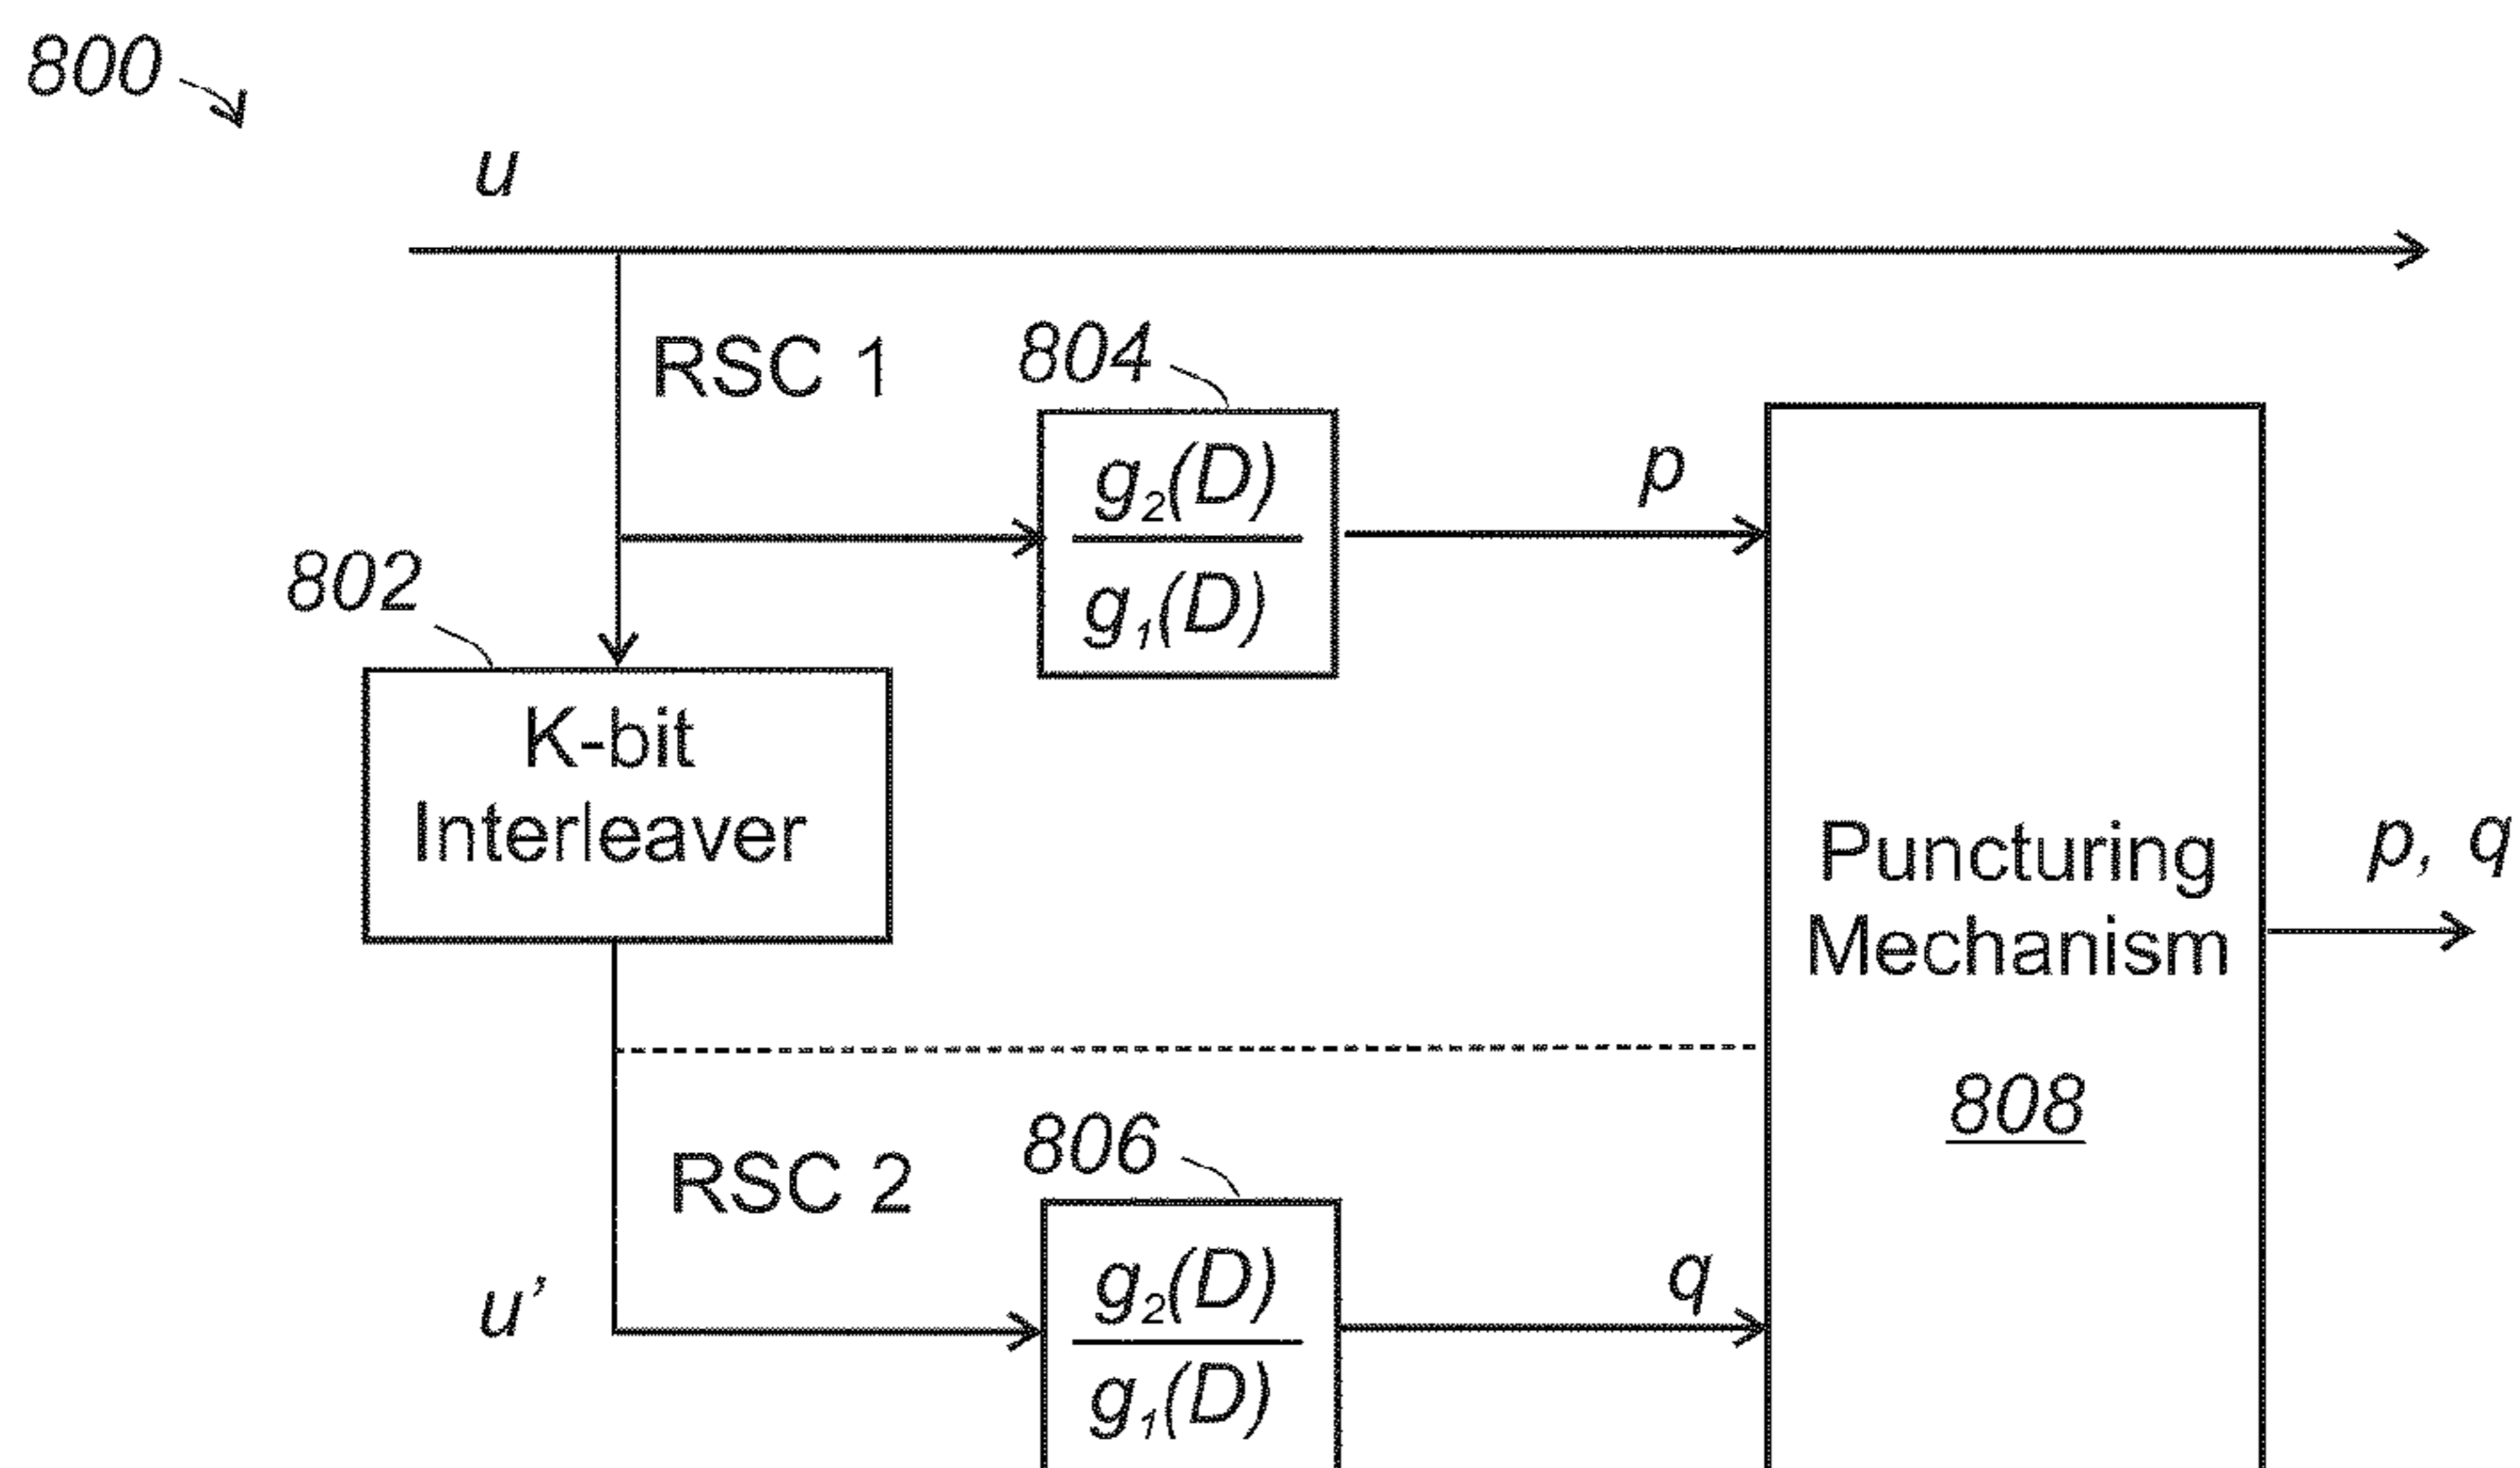 800
u
RSC 1
804
g₂(D)
g₁(D)
p
802
K-bit
Interleaver
Puncturing
Mechanism
808
p, q
RSC 2
806
g₂(D)
g₁(D)
u’
q